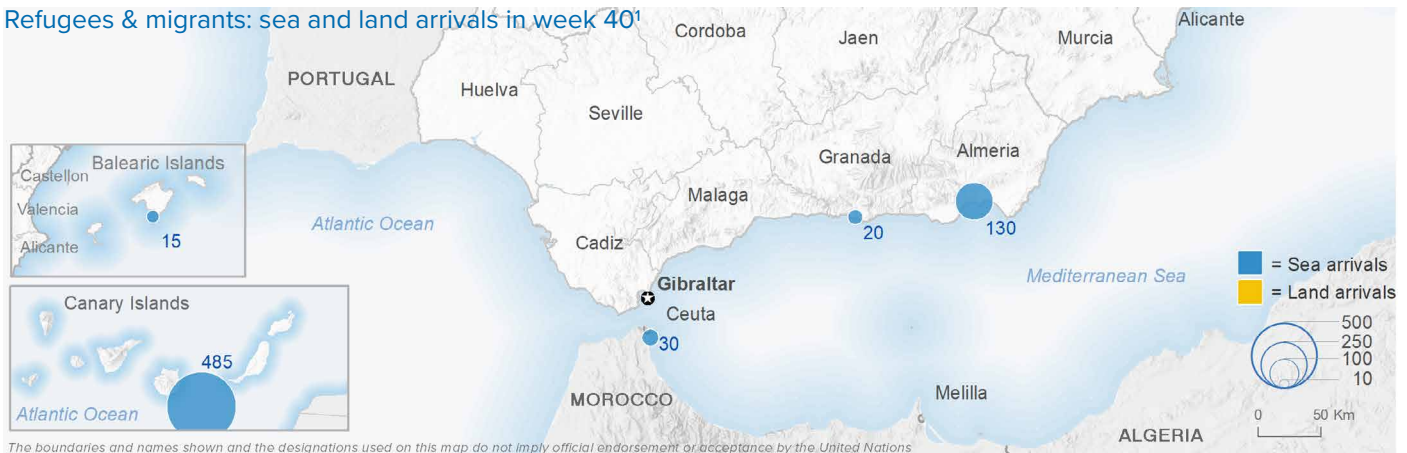 Refugees & migrants: sea and land arrivals in week 40¹
Alicante
Cordoba
Jaen
Murcia
PORTUGAL
Huelva
Seville
Almeria
Granada
Balearic Islands
Castellon
Malaga
Valencia
Atlantic Ocean
130
20
15
Alicante
Cadiz
= Sea arrivals
Mediterranean Sea
Gibraltar
= Land arrivals
Canary Islands
Ceuta
500
250
30
100
485
10
Melilla
MOROCCO
Atlantic Ocean
0 50 Km
ALGERIA
The boundaries and names shown and the designations used on this map do not imply official endorsement or acceptance by the United Nations